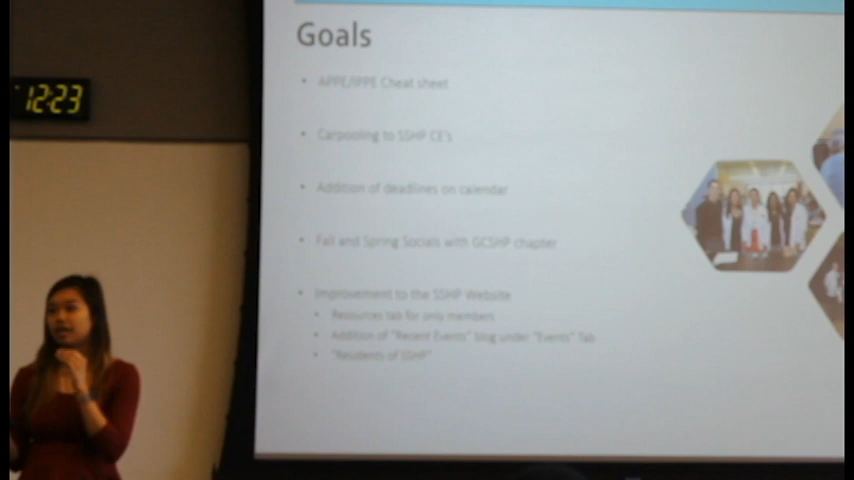 12:23
Goals
• APPE/IPPE Cheat sheet
• Carpooling to SSHP CE's
• Addition of deadlines on calendar
• Fall and Spring Socials with GCSHP chapter
• Improvement to the SSHP Website
• Resources tab for only members
• Addition of "Recent Events" blog under "Events" Tab
• "Residents of SSHP"